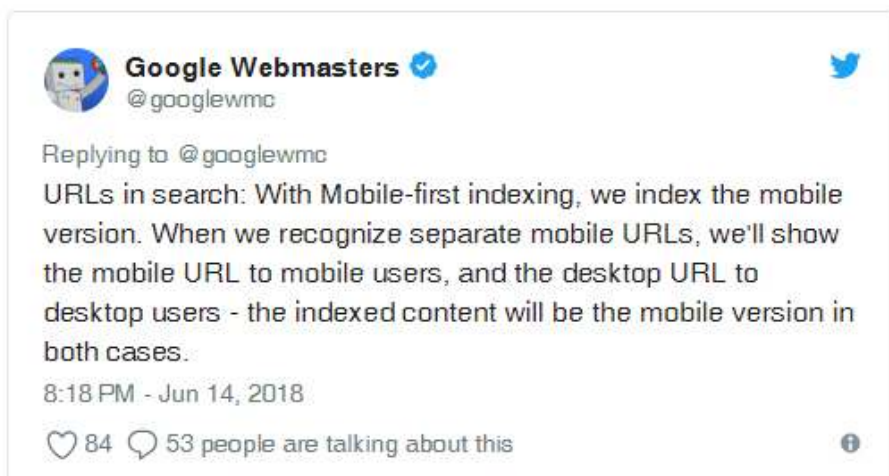 Google Webmasters
@googlewmc
Replying to @googlewmc
URLs in search: With Mobile-first indexing, we index the mobile
version. When we recognize separate mobile URLs, we'll show
the mobile URL to mobile users, and the desktop URL to
desktop users - the indexed content will be the mobile version in
both cases.
8:18 PM - Jun 14, 2018
84 53 people are talking about this